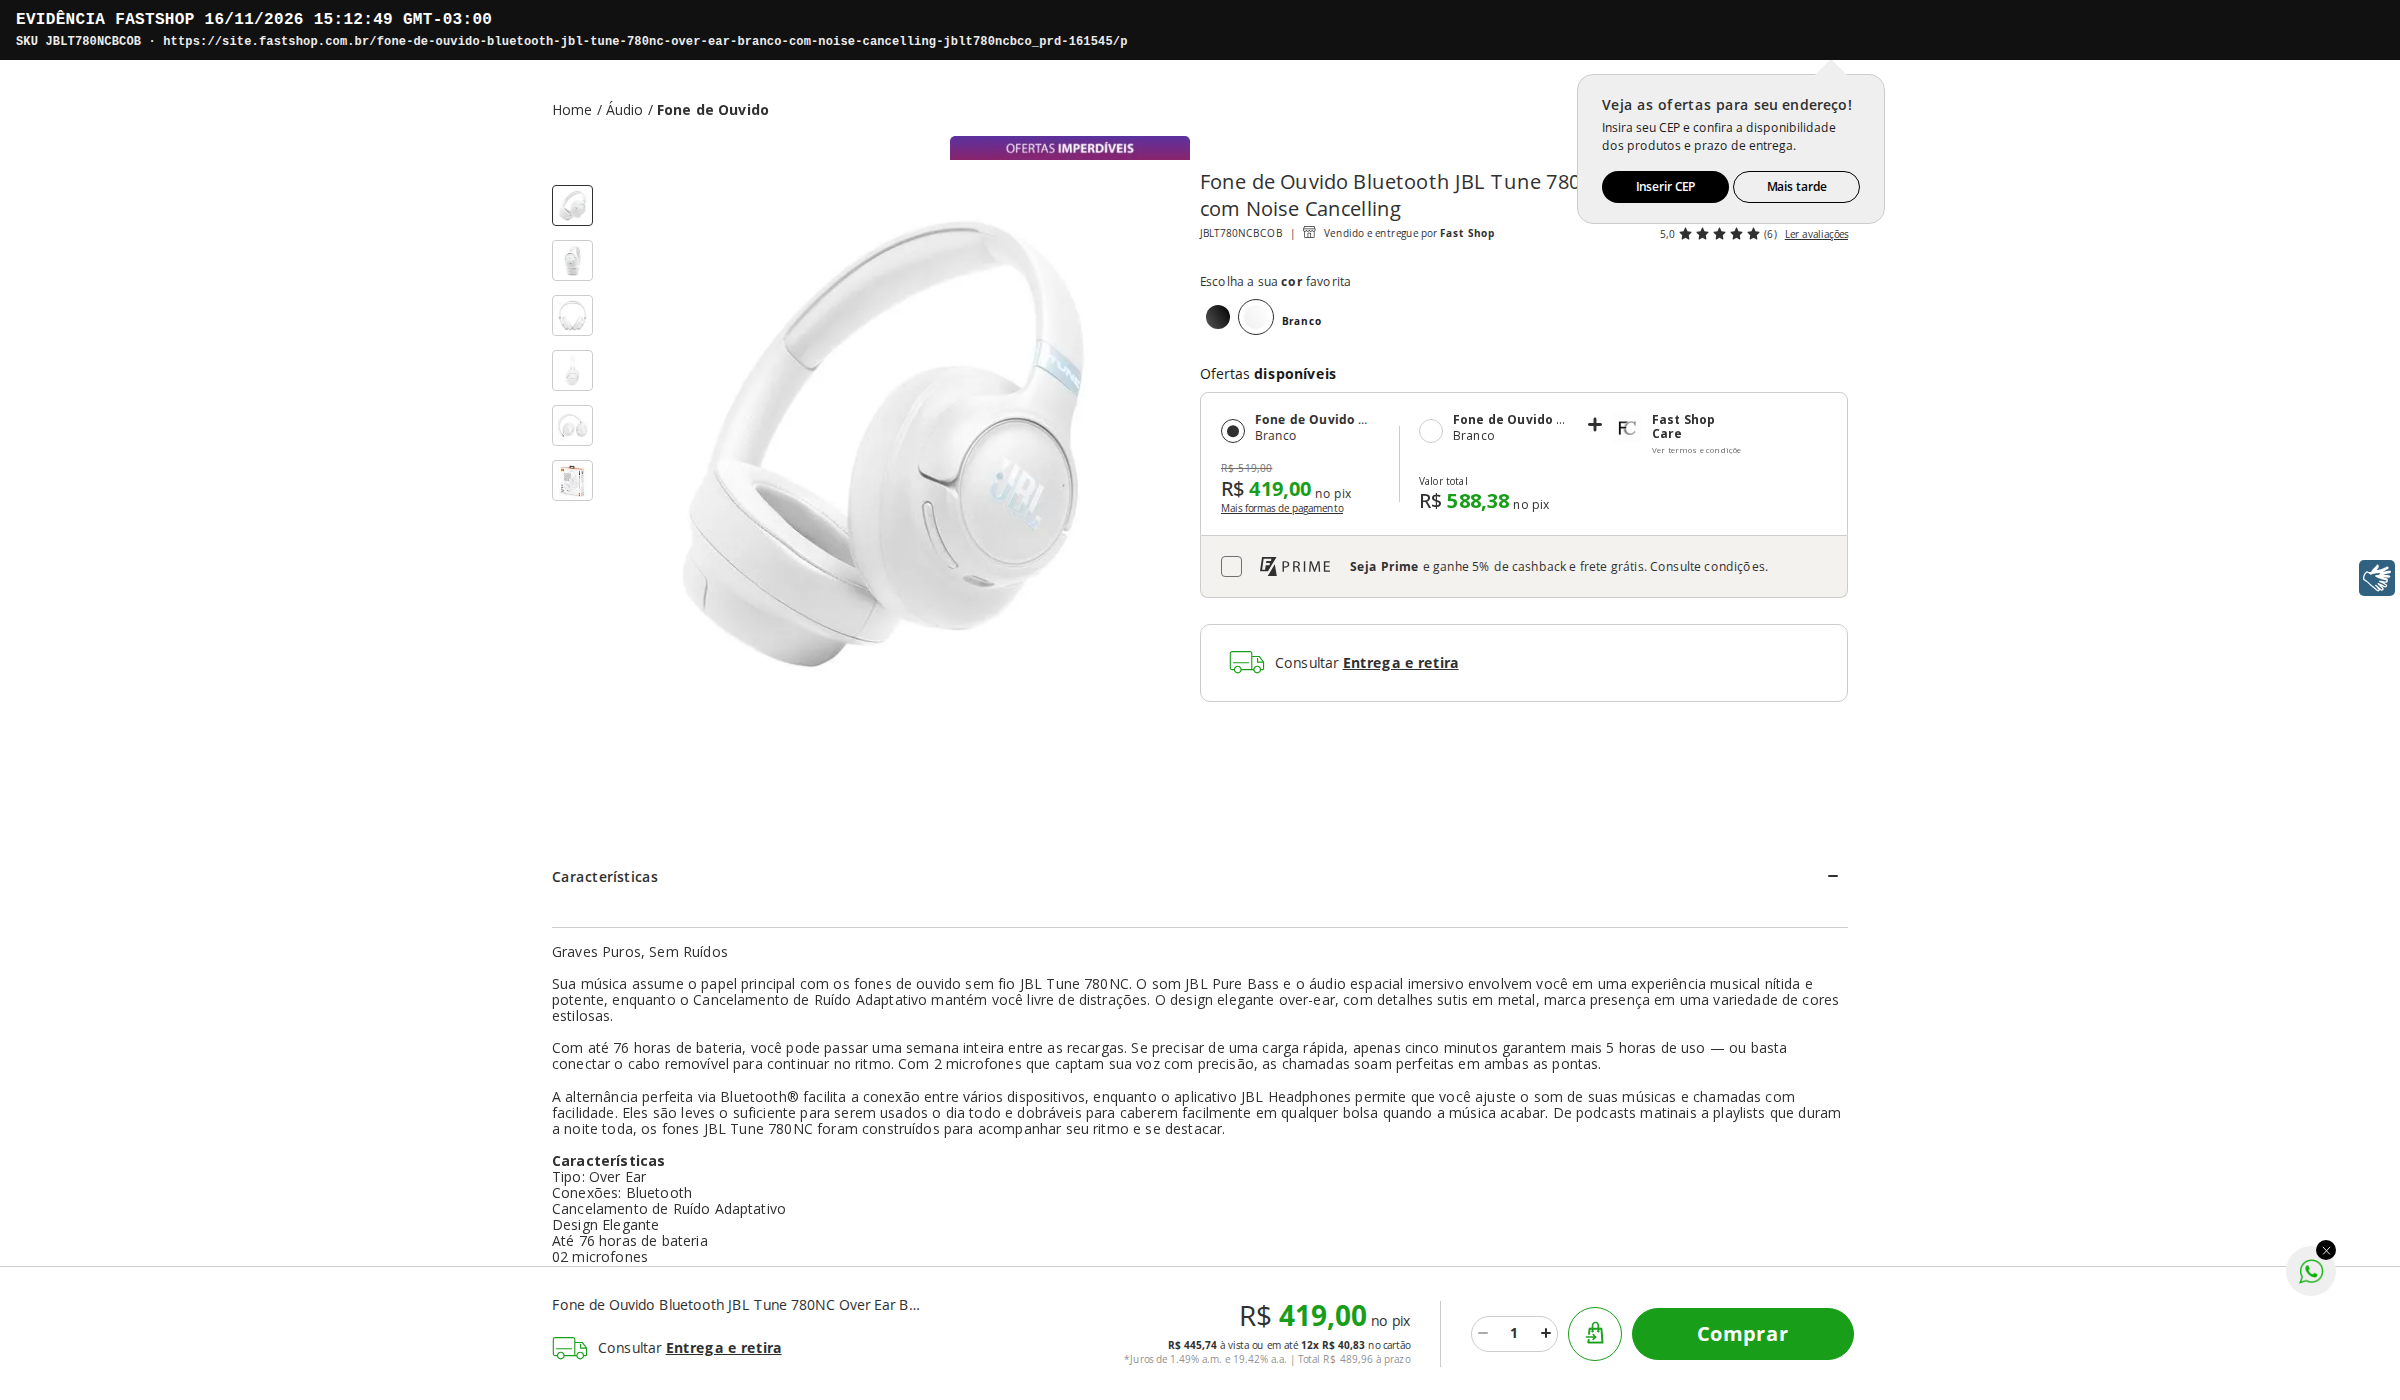 EVIDÊNCIA FASTSHOP 16/11/2026 15:12:49 GMT-03:00
SKU JBLT780NCBCOB · https://site.fastshop.com.br/fone-de-ouvido-bluetooth-jbl-tune-780nc-over-ear-branco-com-noise-cancelling-jblt780ncbco_prd-161545/p
Veja as ofertas para seu endereço!
Insira seu CEP e confira a disponibilidade
dos produtos e prazo de entrega.
Inserir CEP
Mais tarde
Home / Áudio / Fone de Ouvido
OFERTAS IMPERDÍVEIS
Fone de Ouvido Bluetooth JBL Tune 780
com Noise Cancelling
JBLT780NCBCOB | Vendido e entregue por Fast Shop
5,0 (6) Ler avaliações
Escolha a sua cor favorita
Branco
Ofertas disponíveis
Fone de Ouvido ...
Branco
R$ 519,00
R$ 419,00 no pix
Mais formas de pagamento
Fone de Ouvido ...
Branco
Valor total
R$ 588,38 no pix
+
FC
Fast Shop
Care
Ver termos e condiçõe
PRIME
Seja Prime e ganhe 5% de cashback e frete grátis. Consulte condições.
Consultar Entrega e retira
TUNE
JBL
Características
Graves Puros, Sem Ruídos
Sua música assume o papel principal com os fones de ouvido sem fio JBL Tune 780NC. O som JBL Pure Bass e o áudio espacial imersivo envolvem você em uma experiência musical nítida e
potente, enquanto o Cancelamento de Ruído Adaptativo mantém você livre de distrações. O design elegante over-ear, com detalhes sutis em metal, marca presença em uma variedade de cores
estilosas.
Com até 76 horas de bateria, você pode passar uma semana inteira entre as recargas. Se precisar de uma carga rápida, apenas cinco minutos garantem mais 5 horas de uso — ou basta
conectar o cabo removível para continuar no ritmo. Com 2 microfones que captam sua voz com precisão, as chamadas soam perfeitas em ambas as pontas.
A alternância perfeita via Bluetooth® facilita a conexão entre vários dispositivos, enquanto o aplicativo JBL Headphones permite que você ajuste o som de suas músicas e chamadas com
facilidade. Eles são leves o suficiente para serem usados o dia todo e dobráveis para caberem facilmente em qualquer bolsa quando a música acabar. De podcasts matinais a playlists que duram
a noite toda, os fones JBL Tune 780NC foram construídos para acompanhar seu ritmo e se destacar.
Características
Tipo: Over Ear
Conexões: Bluetooth
Cancelamento de Ruído Adaptativo
Design Elegante
Até 76 horas de bateria
02 microfones
Fone de Ouvido Bluetooth JBL Tune 780NC Over Ear B...
Consultar Entrega e retira
R$ 419,00 no pix
R$ 445,74 à vista ou em até 12x R$ 40,83 no cartão
*Juros de 1.49% a.m. e 19.42% a.a. | Total R$ 489,96 à prazo
1
Comprar